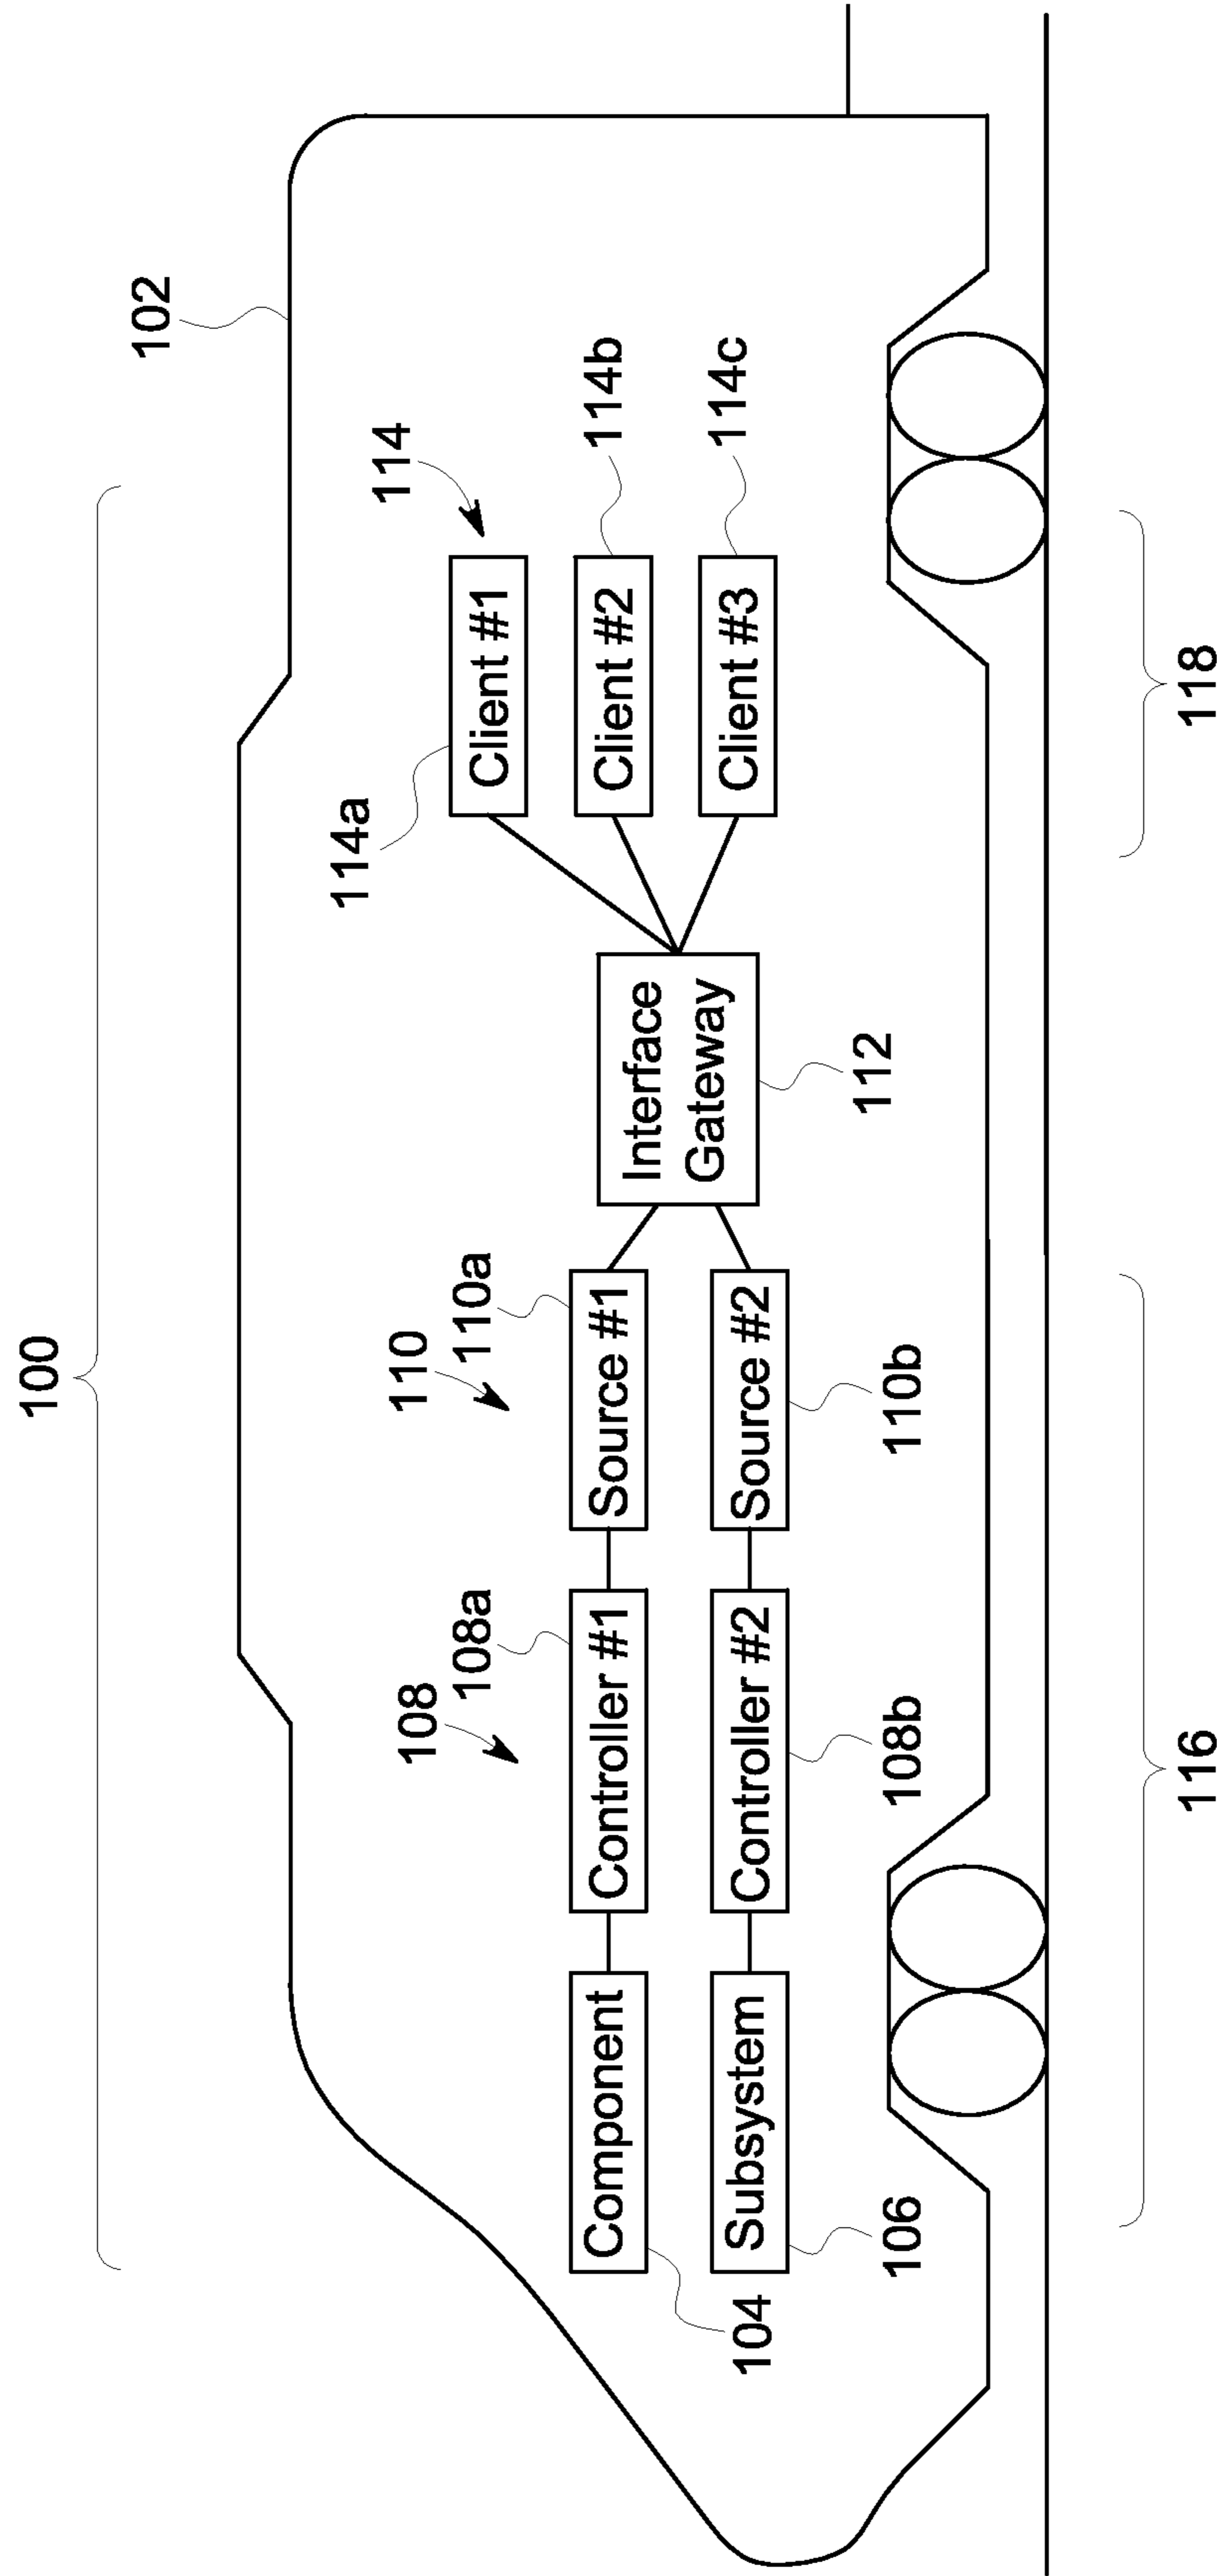 100
102
114
114a
Client #1
114b
Client #2
114c
Client #3
Interface
Gateway
112
110
110a
Source #1
Source #2
110b
108
108a
Controller #1
Controller #2
108b
Component
104
Subsystem
106
116
118